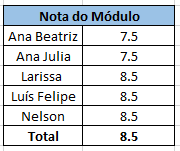 Nota do Módulo
Ana Beatriz 7.5
Ana Julia 7.5
Larissa 8.5
Luís Felipe 8.5
Nelson 8.5
Total 8.5